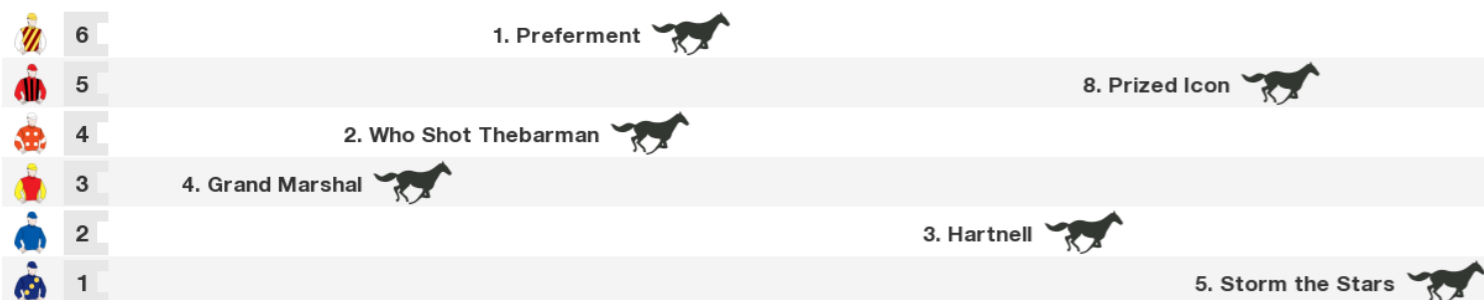 6 1. Preferment
5 8. Prized Icon
4 2. Who Shot Thebarman
3 4. Grand Marshal
2 3. Hartnell
1 5. Storm the Stars